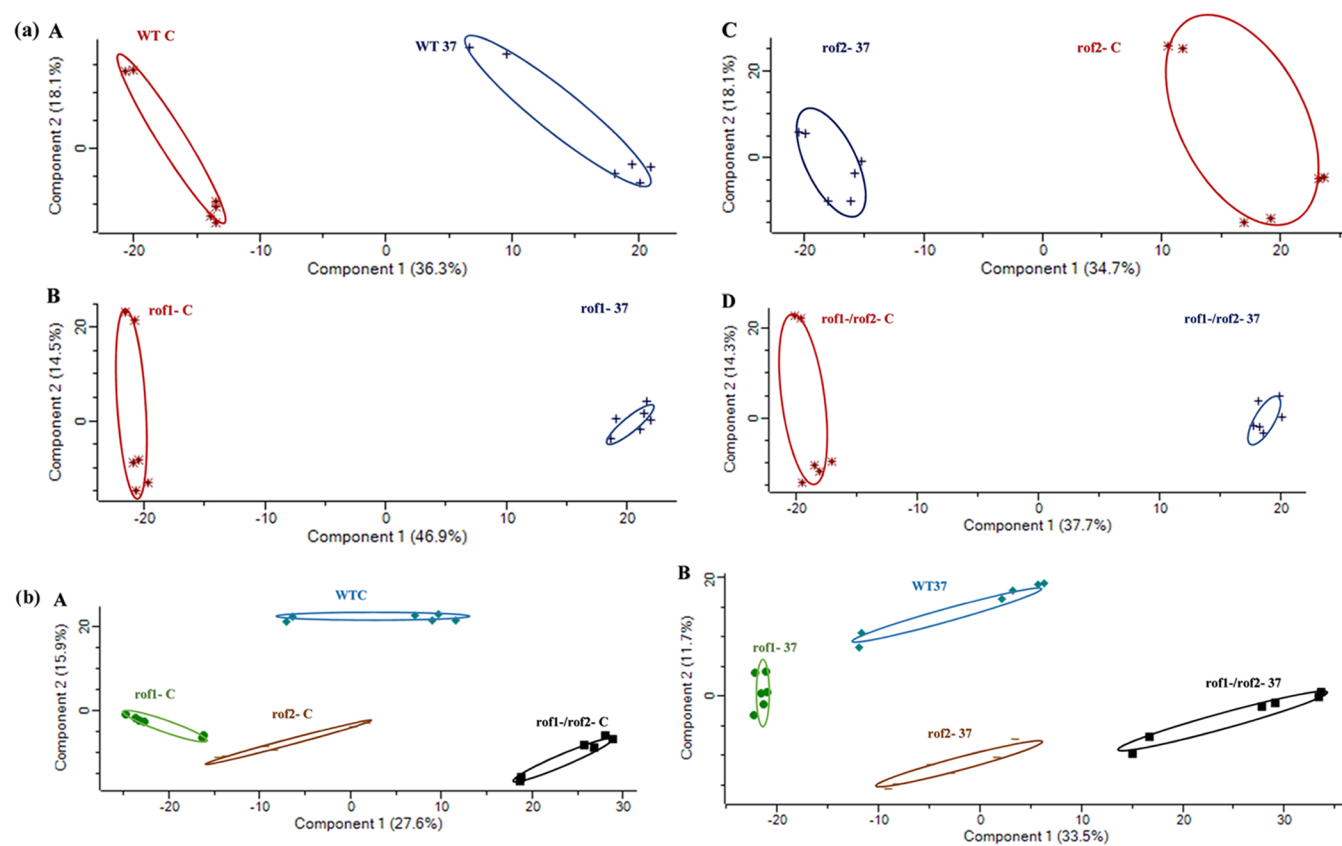 (a) A
WT C
WT 37
Component 2 (18.1%)
0
-20
-10
0
10
20
Component 1 (36.3%)
C
rof2- 37
rof2- C
Component 2 (18.1%)
20
0
-20
-10
0
10
20
Component 1 (34.7%)
B
rof1- C
rof1- 37
Component 2 (14.5%)
20
0
-20
-10
0
10
20
Component 1 (46.9%)
D
rof1-/rof2- C
rof1-/rof2- 37
Component 2 (14.3%)
20
0
-20
-10
0
10
20
Component 1 (37.7%)
(b) A
WTC
rof1- C
rof2- C
rof1-/rof2- C
Component 2 (15.9%)
20
0
-20
-10
0
10
20
30
Component 1 (27.6%)
B
WT37
rof1- 37
rof1-/rof2- 37
rof2- 37
Component 2 (11.7%)
20
0
-20
-10
0
10
20
30
Component 1 (33.5%)